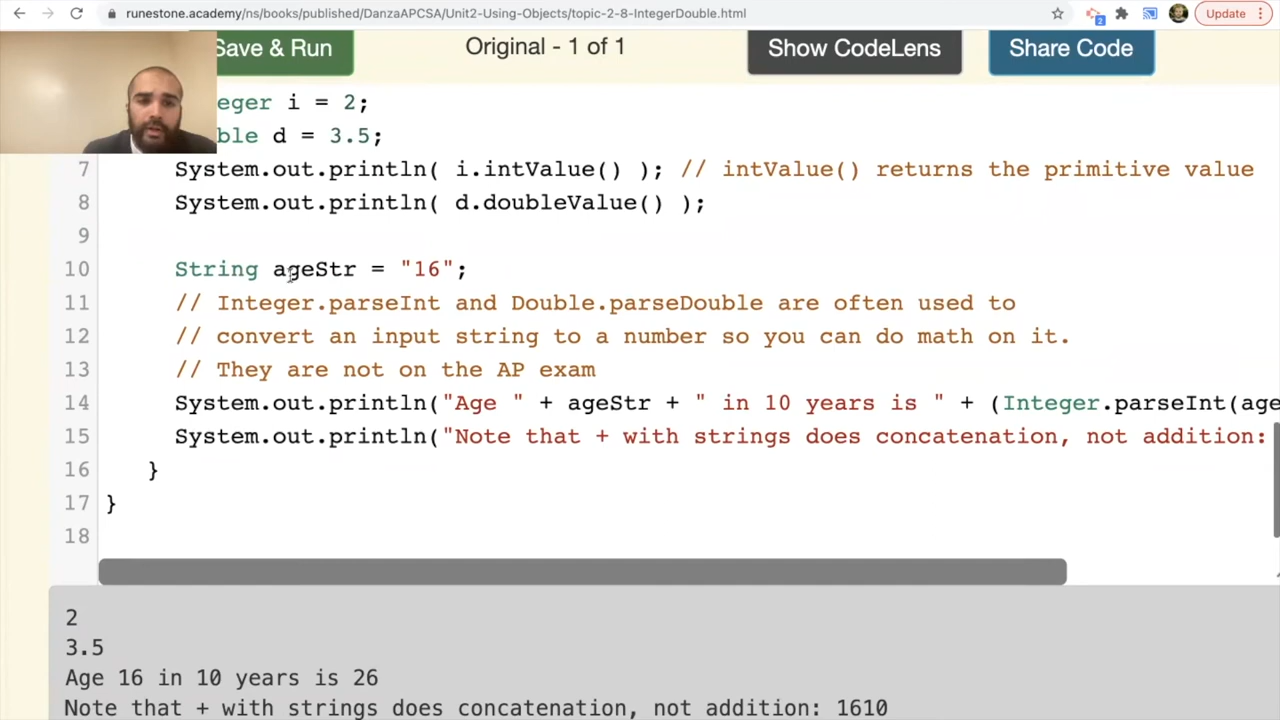 runestone.academy/ns/books/published/DanzaAPCSA/Unit2-Using-Objects/topic-2-8-IntegerDouble.html
2
Update
Save & Run
Original - 1 of 1
Show CodeLens
Share Code
eger i = 2;
ble d = 3.5;
7 System.out.println( i.intValue() ); // intValue() returns the primitive value
8 System.out.println( d.doubleValue() );
9
10 String ageStr = "16";
11 // Integer.parseInt and Double.parseDouble are often used to
12 // convert an input string to a number so you can do math on it.
13 // They are not on the AP exam
14 System.out.println("Age " + ageStr + " in 10 years is " + (Integer.parseInt(age
15 System.out.println("Note that + with strings does concatenation, not addition:
16 }
17 }
18
2
3.5
Age 16 in 10 years is 26
Note that + with strings does concatenation, not addition: 1610